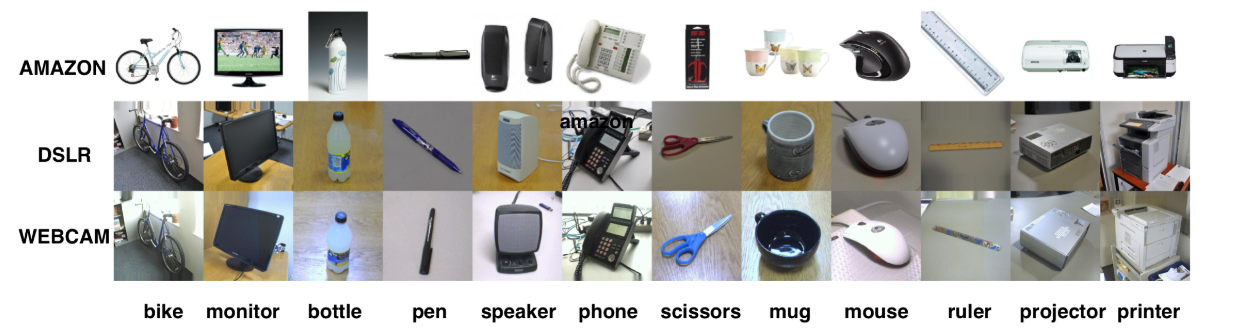 AMAZON
amazon
DSLR
WEBCAM
bike monitor bottle pen speaker phone scissors mug mouse ruler projector printer